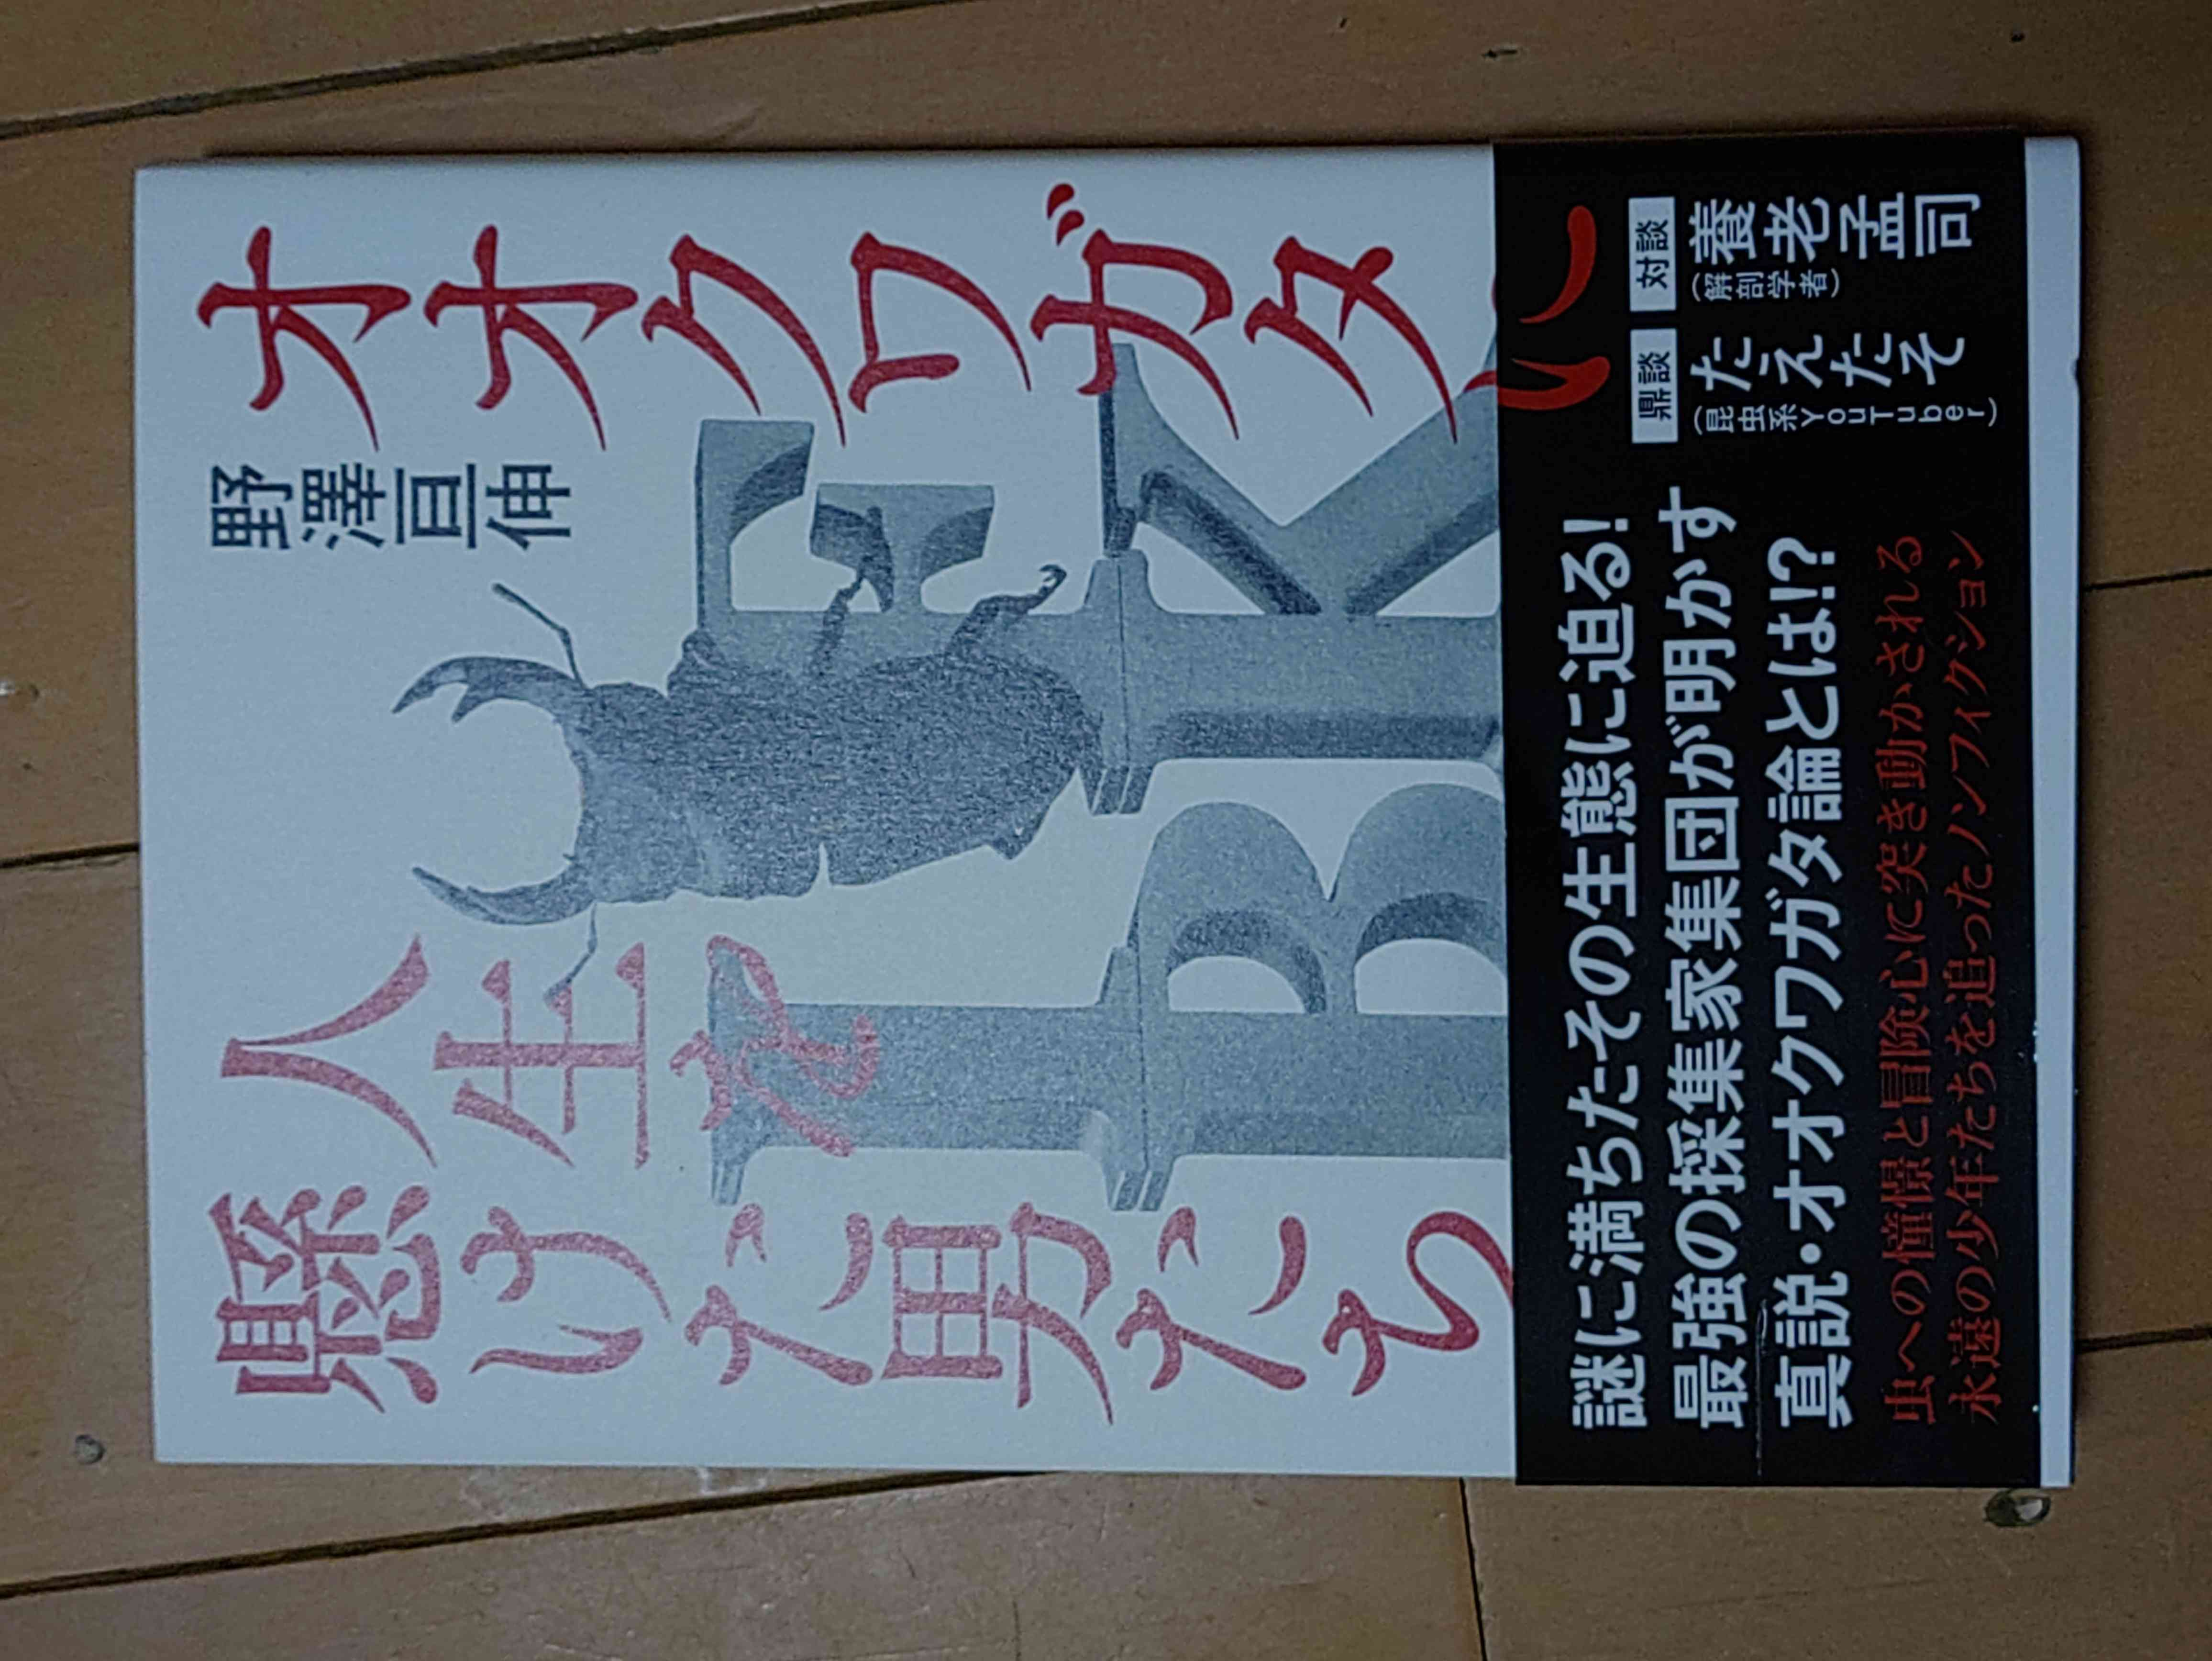 オオクワガタに
人生を
懸けた男たち
野澤亘伸
BE-KUWA
対談
養老孟司
(解剖学者)
鼎談
たえたそ
(昆虫系YouTuber)
謎に満ちたその生態に迫る!
最強の採集家集団が明かす
真説・オオクワガタ論とは!?
虫への憧憬と冒険心に突き動かされる
永遠の少年たちを追ったノンフィクション